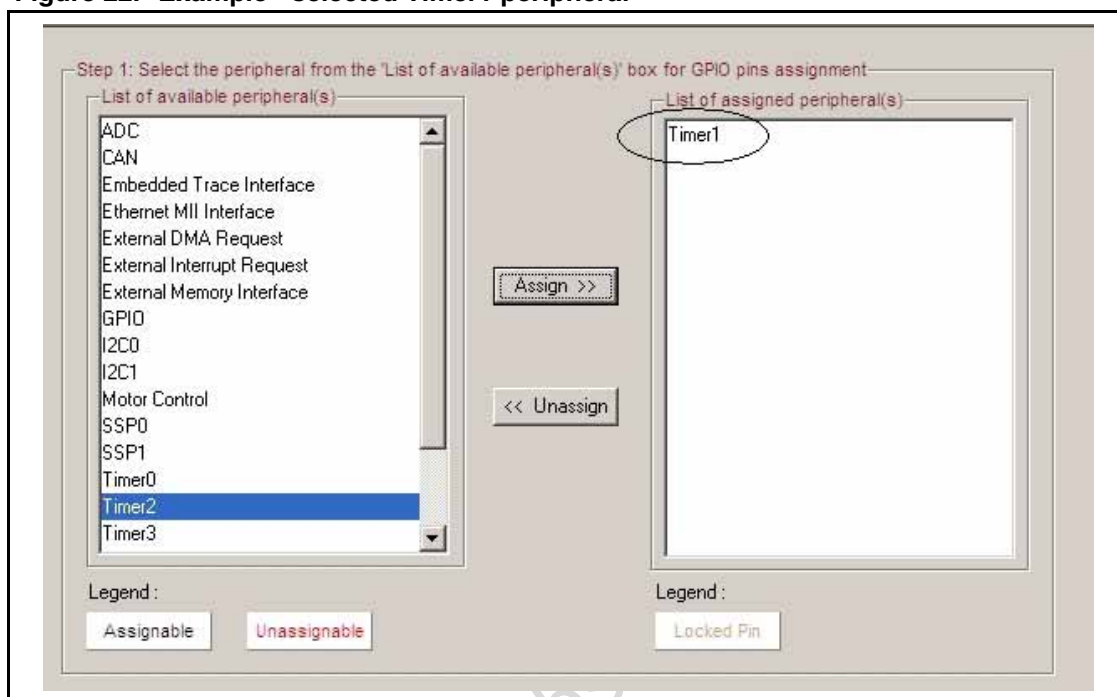 Figure 22. Example - selected Timer1 peripheral
Step 1: Select the peripheral from the 'List of available peripheral(s)' box for GPIO pins assignment
List of available peripheral(s)
ADC
CAN
Embedded Trace Interface
Ethernet MII Interface
External DMA Request
External Interrupt Request
External Memory Interface
GPIO
I2C0
I2C1
Motor Control
SSP0
SSP1
Timer0
Timer2
Timer3
Assign >>
<< Unassign
List of assigned peripheral(s)
Timer1
Legend :
Assignable
Unassignable
Legend :
Locked Pin